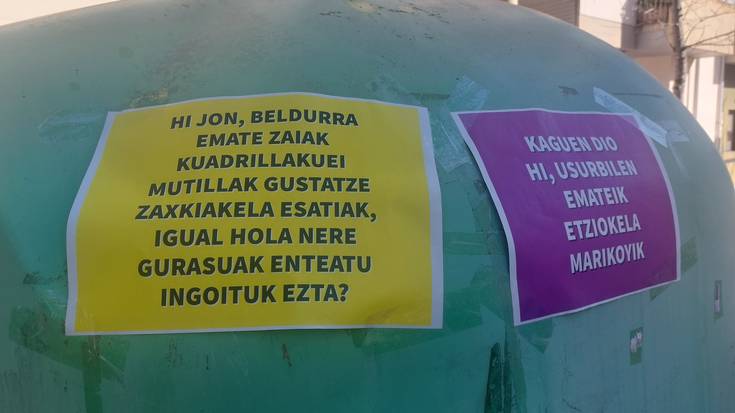 HI JON, BELDURRA
EMATE ZAIAK
KUADRILLAKUEI
MUTILLAK GUSTATZE
ZAXKIAKELA ESATIAK,
IGUAL HOLA NERE
GURASUAK ENTEATU
INGOITUK EZTA?
KAGUEN DIO
HI, USURBILEN
EMATEIK
ETZIOKELA
MARIKOYIK